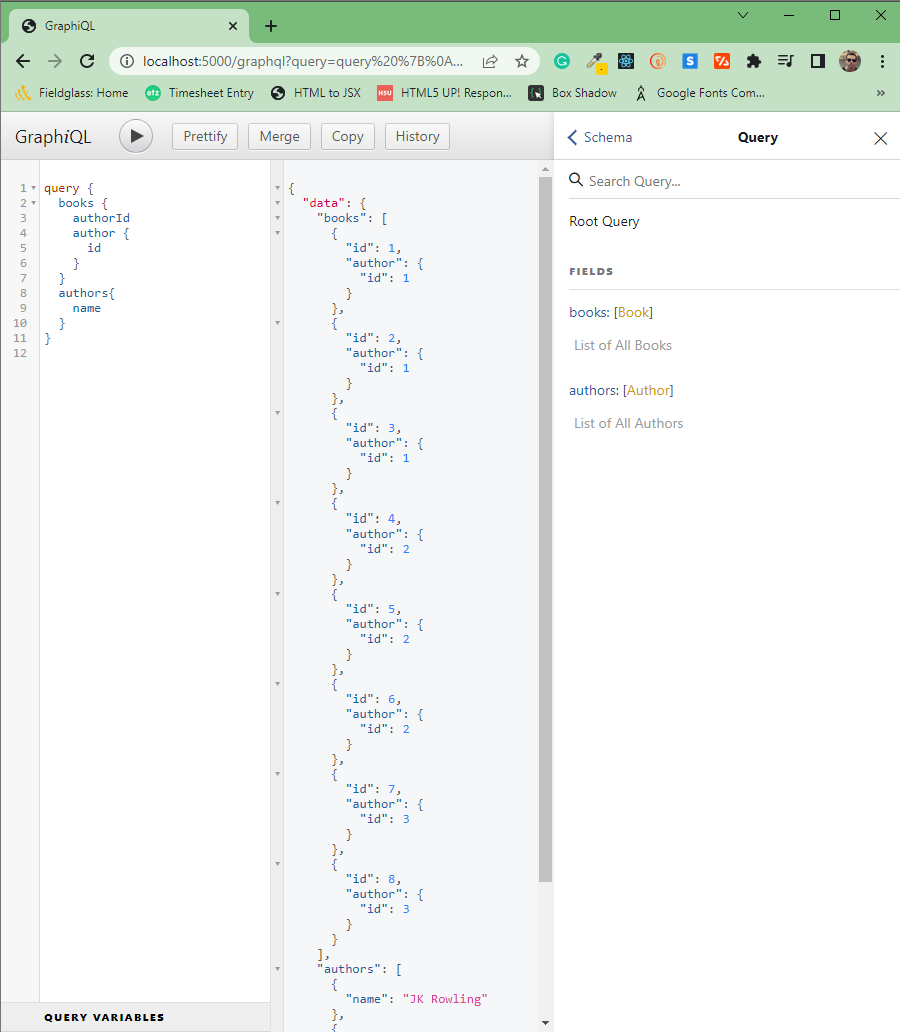 GraphiQL
localhost:5000/graphql?query=query%20%7B%0A...
Fieldglass: Home
etz
Timesheet Entry
HTML to JSX
HSU
HTML5 UP! Respon...
Box Shadow
Google Fonts Com...
»
GraphiQL
Prettify
Merge
Copy
History
1 query {
2 books {
3 authorId
4 author {
5 id
6 }
7 }
8 authors{
9 name
10 }
11 }
12
QUERY VARIABLES
{
"data": {
"books": [
{
"id": 1,
"author": {
"id": 1
}
},
{
"id": 2,
"author": {
"id": 1
}
},
{
"id": 3,
"author": {
"id": 1
}
},
{
"id": 4,
"author": {
"id": 2
}
},
{
"id": 5,
"author": {
"id": 2
}
},
{
"id": 6,
"author": {
"id": 2
}
},
{
"id": 7,
"author": {
"id": 3
}
},
{
"id": 8,
"author": {
"id": 3
}
}
],
"authors": [
{
"name": "JK Rowling"
},
{
Schema
Query
Search Query...
Root Query
FIELDS
books: [Book]
List of All Books
authors: [Author]
List of All Authors